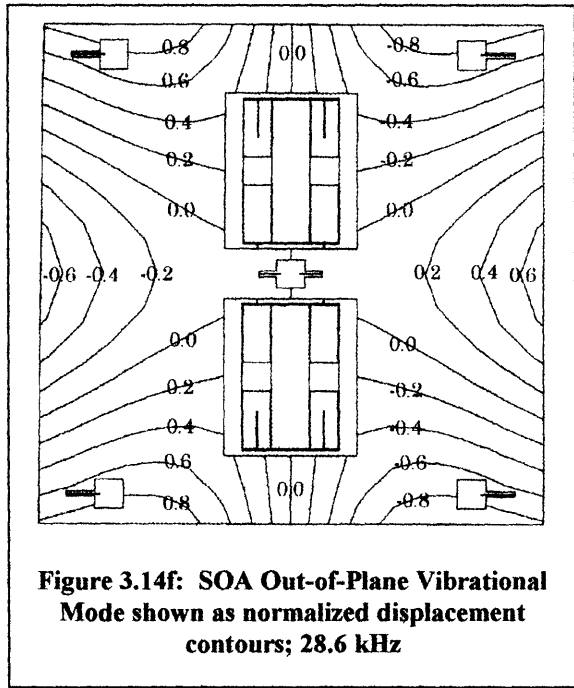 0.8 0.0 -0.8
0.6 -0.6
0.4 -0.4
0.2 -0.2
0.0 0.0
-0.6 -0.4 -0.2 0.2 0.4 0.6
0.0 0.0
0.2 -0.2
0.4 -0.4
0.6 -0.6
0.8 0.0 -0.8
Figure 3.14f: SOA Out-of-Plane Vibrational
Mode shown as normalized displacement
contours; 28.6 kHz